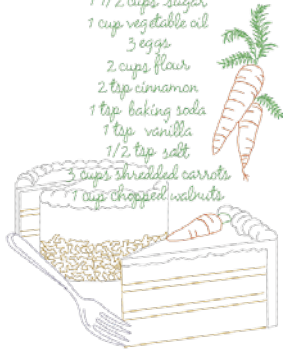 1 1/2 cups sugar
1 cup vegetable oil
3 eggs
2 cups flour
2 tsp cinnamon
1 tsp baking soda
1 tsp vanilla
1/2 tsp salt
3 cups shredded carrots
1 cup chopped walnuts